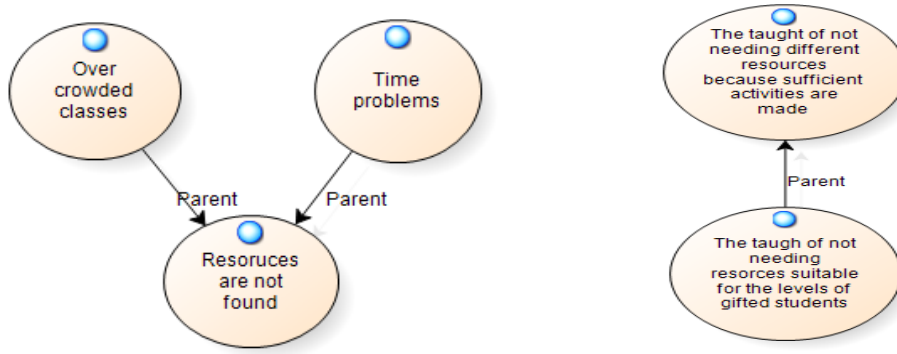 Over
crowded
classes
Time
problems
Parent
Parent
Resoruces
are not
found
The taught of not
needing different
resources
because sufficient
activities are
made
Parent
The taugh of not
needing
resorces suitable
for the levels of
gifted students